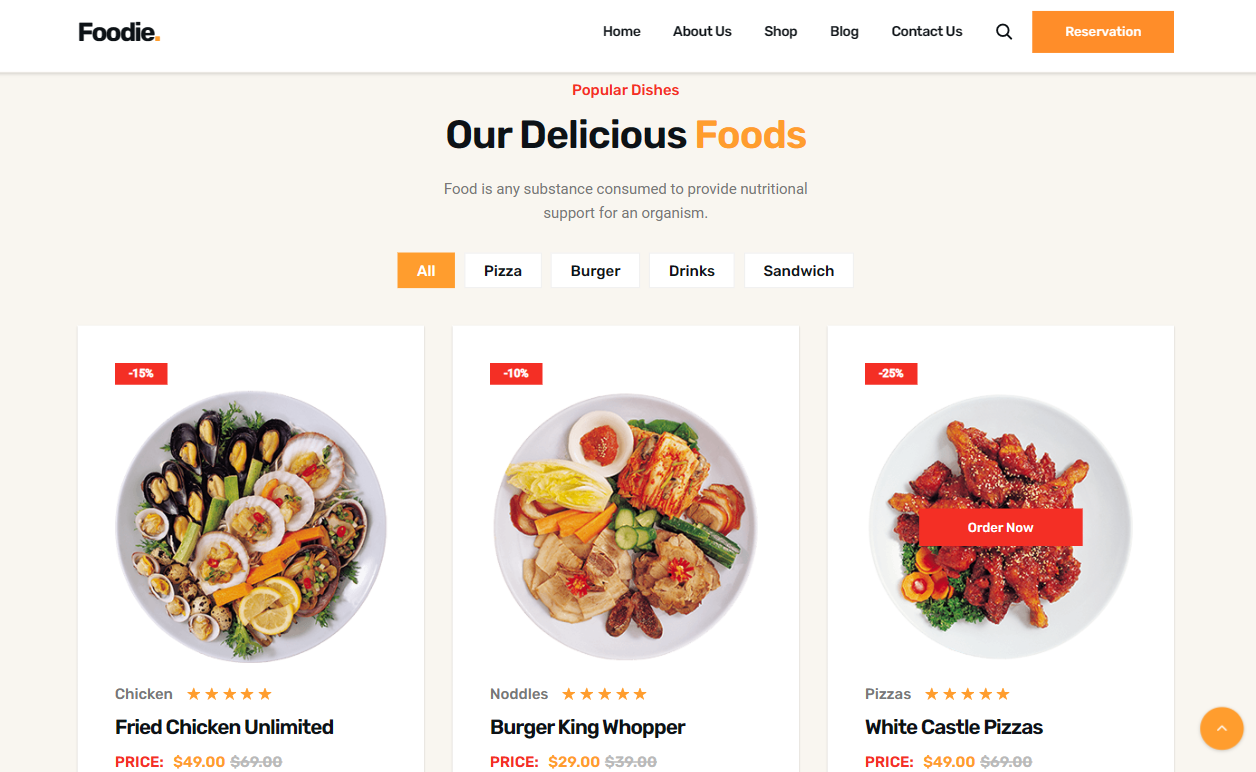 Foodie.
Home About Us Shop Blog Contact Us Reservation
Popular Dishes
Our Delicious Foods
Food is any substance consumed to provide nutritional
support for an organism.
All Pizza Burger Drinks Sandwich
-15%
-10%
-25%
Order Now
Chicken
Fried Chicken Unlimited
PRICE: $49.00 $69.00
Noddles
Burger King Whopper
PRICE: $29.00 $39.00
Pizzas
White Castle Pizzas
PRICE: $49.00 $69.00